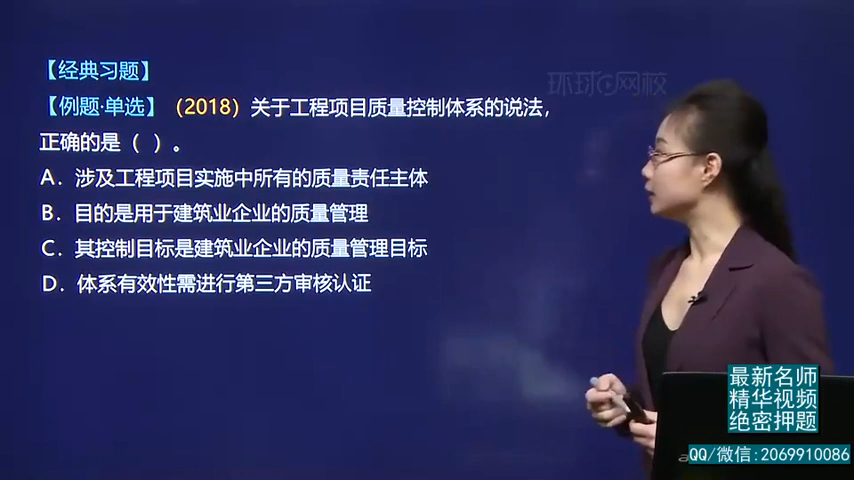 【经典习题】
环球网校
【例题·单选】（2018）关于工程项目质量控制体系的说法，
正确的是（ ）。
A．涉及工程项目实施中所有的质量责任主体
B．目的是用于建筑业企业的质量管理
C．其控制目标是建筑业企业的质量管理目标
D．体系有效性需进行第三方审核认证
最新名师
精华视频
绝密押题
QQ/微信:2069910086